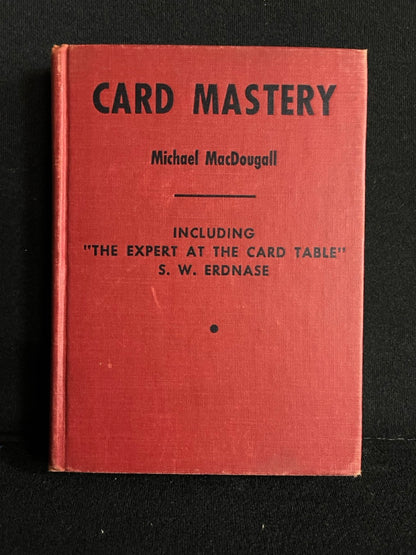 CARD MASTERY
Michael MacDougall
INCLUDING
"THE EXPERT AT THE CARD TABLE"
S. W. ERDNASE